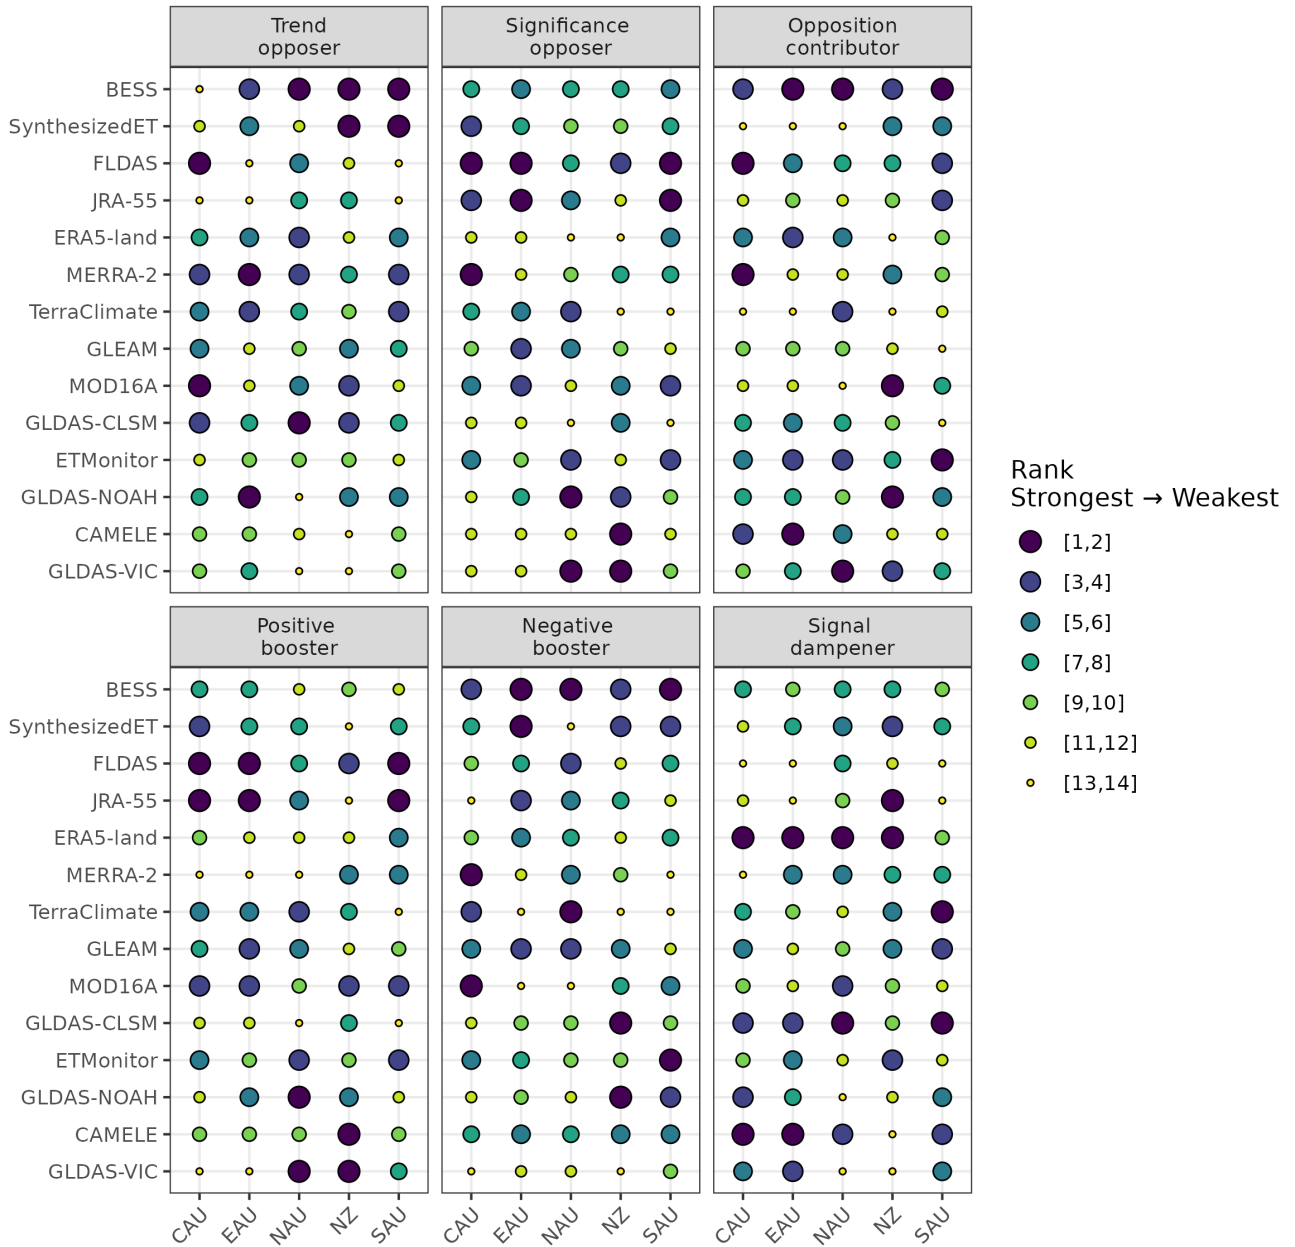 Trend
opposer
Significance
opposer
Opposition
contributor
BESS
SynthesizedET
FLDAS
JRA-55
ERA5-land
MERRA-2
TerraClimate
GLEAM
MOD16A
GLDAS-CLSM
ETMonitor
GLDAS-NOAH
CAMELE
GLDAS-VIC
Positive
booster
Negative
booster
Signal
dampener
BESS
SynthesizedET
FLDAS
JRA-55
ERA5-land
MERRA-2
TerraClimate
GLEAM
MOD16A
GLDAS-CLSM
ETMonitor
GLDAS-NOAH
CAMELE
GLDAS-VIC
CAU
EAU
NAU
NZ
SAU
CAU
EAU
NAU
NZ
SAU
CAU
EAU
NAU
NZ
SAU
Rank
Strongest → Weakest
[1,2]
[3,4]
[5,6]
[7,8]
[9,10]
[11,12]
[13,14]